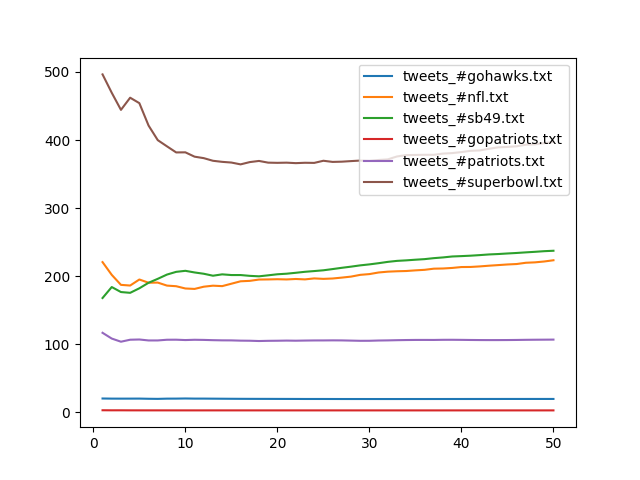 500
400
300
200
100
0
0
10
20
30
40
50
tweets_#gohawks.txt
tweets_#nfl.txt
tweets_#sb49.txt
tweets_#gopatriots.txt
tweets_#patriots.txt
tweets_#superbowl.txt